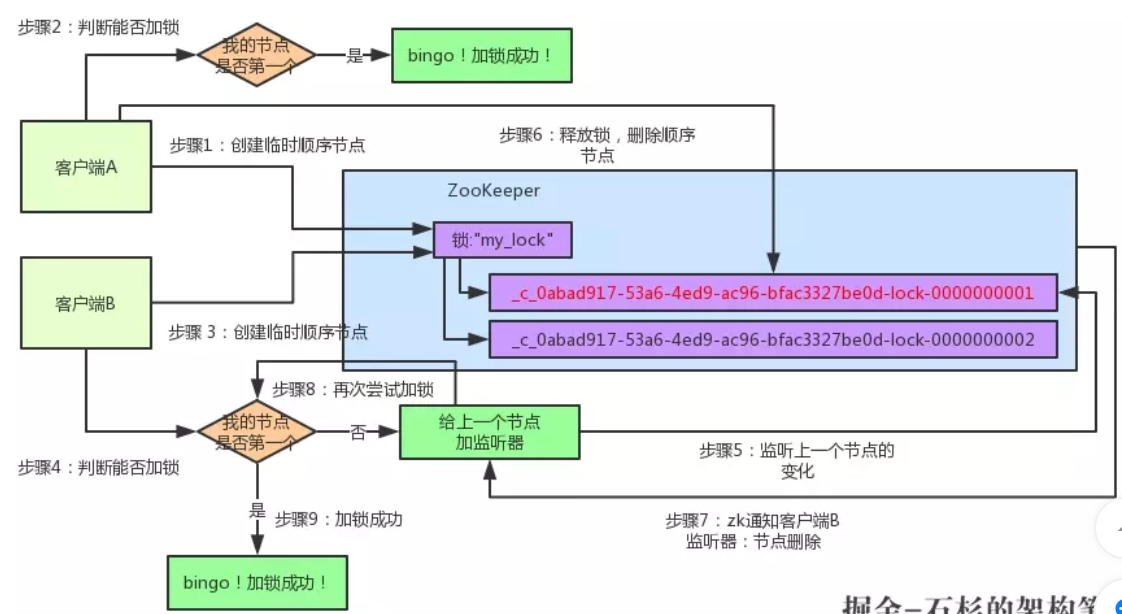 步骤2：判断能否加锁
我的节点
是否第一个
是
bingo！加锁成功！
客户端A
步骤1：创建临时顺序节点
步骤6：释放锁，删除顺序
节点
ZooKeeper
锁:"my_lock"
_c_0abad917-53a6-4ed9-ac96-bfac3327be0d-lock-0000000001
客户端B
步骤 3：创建临时顺序节点
_c_0abad917-53a6-4ed9-ac96-bfac3327be0d-lock-0000000002
步骤8：再次尝试加锁
我的节点
是否第一个
否
给上一个节点
加监听器
步骤4：判断能否加锁
步骤5：监听上一个节点的
变化
是
步骤9：加锁成功
步骤7：zk通知客户端B
监听器：节点删除
bingo！加锁成功！
掘金-石杉的架构笔